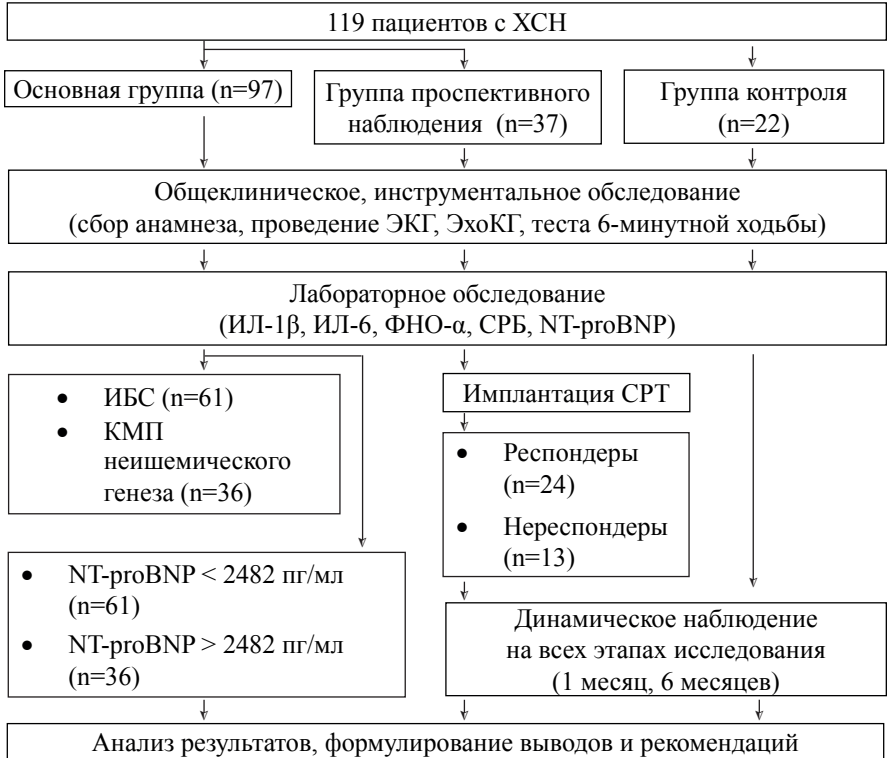 119 пациентов с ХСН
Основная группа (n=97)
Группа проспективного
наблюдения (n=37)
Группа контроля
(n=22)
Общеклиническое, инструментальное обследование
(сбор анамнеза, проведение ЭКГ, ЭхоКГ, теста 6-минутной ходьбы)
Лабораторное обследование
(ИЛ-1β, ИЛ-6, ФНО-α, СРБ, NT-proBNP)
• ИБС (n=61)
• КМП
неишемического
генеза (n=36)
Имплантация СРТ
• Респондеры
(n=24)
• Нереспондеры
(n=13)
• NT-proBNP < 2482 пг/мл
(n=61)
• NT-proBNP > 2482 пг/мл
(n=36)
Динамическое наблюдение
на всех этапах исследования
(1 месяц, 6 месяцев)
Анализ результатов, формулирование выводов и рекомендаций